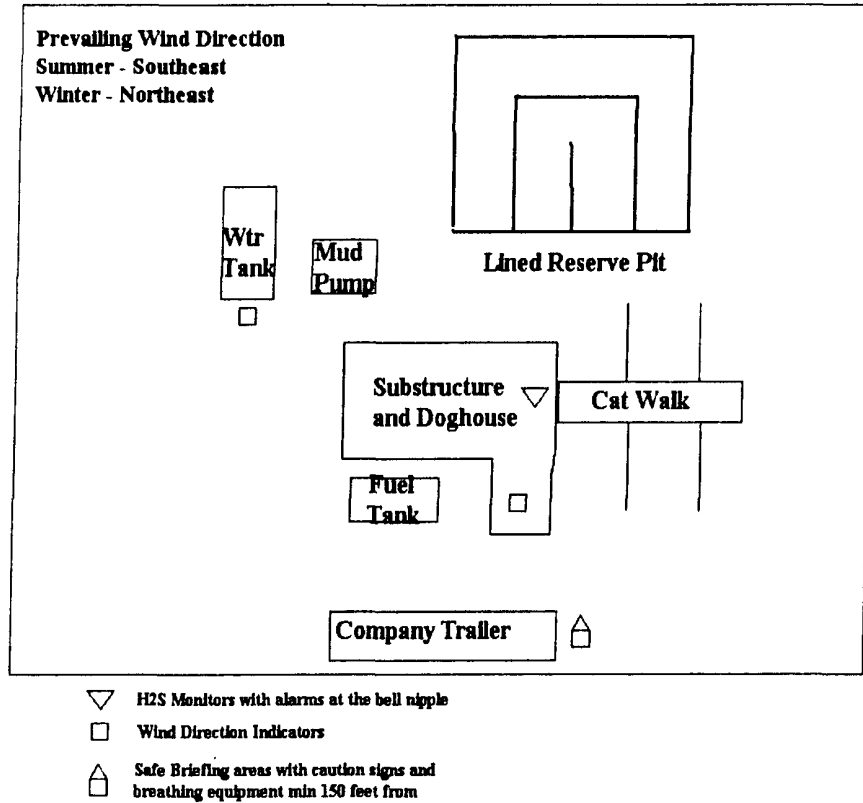 Prevailing Wind Direction
Summer - Southeast
Winter - Northeast
Wtr
Tank
Mud
Pump
Lined Reserve Pit
Substructure
and Doghouse
Cat Walk
Fuel
Tank
Company Trailer
H2S Monitors with alarms at the bell nipple
Wind Direction Indicators
Safe Briefing areas with caution signs and
breathing equipment min 150 feet from